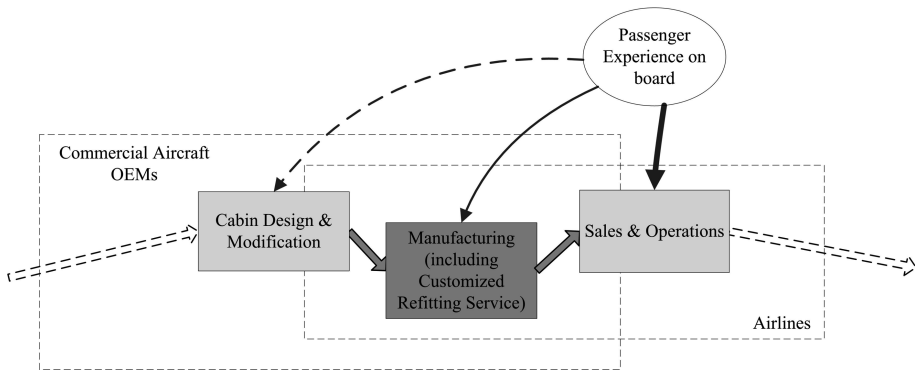 Passenger
Experience on
board
Commercial Aircraft
OEMs
Cabin Design &
Modification
Manufacturing
(including
Customized
Refitting Service)
Sales & Operations
Airlines